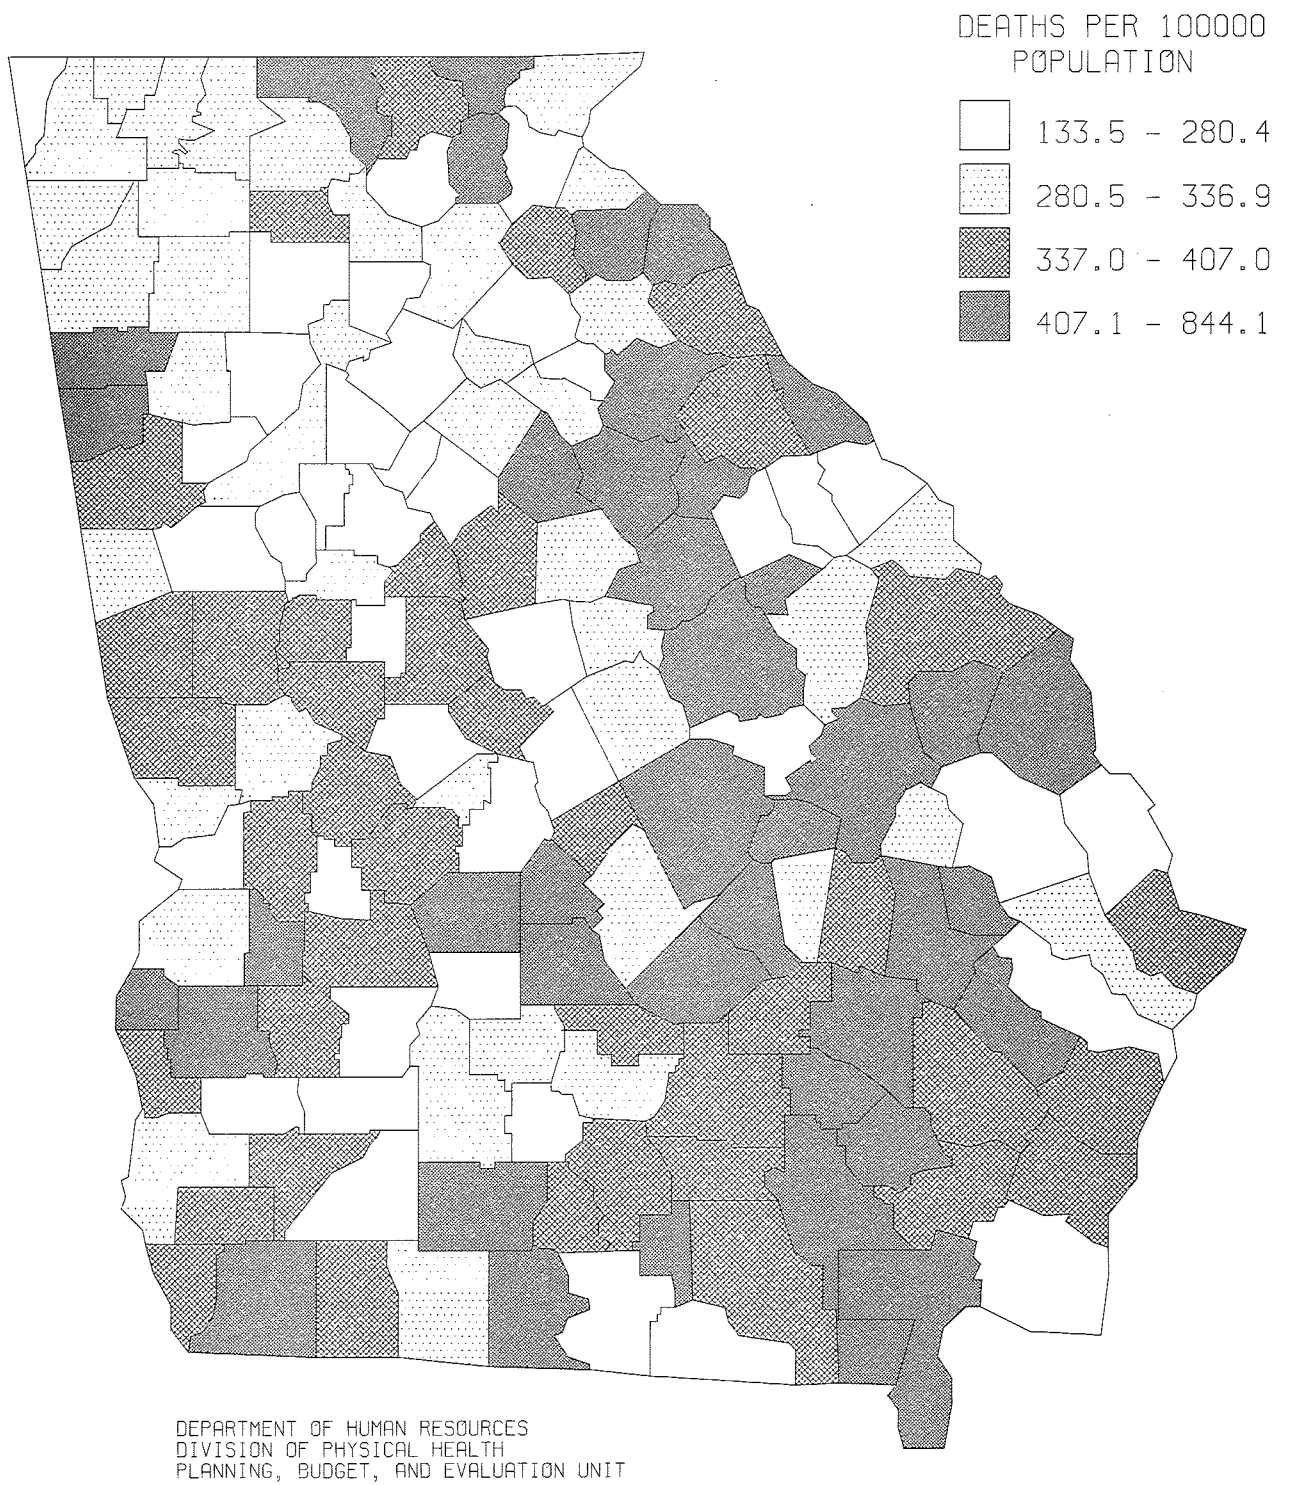 DEATHS PER 100000
POPULATION
133.5 - 280.4
280.5 - 336.9
337.0 - 407.0
407.1 - 844.1
DEPARTMENT OF HUMAN RESOURCES
DIVISION OF PHYSICAL HEALTH
PLANNING, BUDGET, AND EVALUATION UNIT